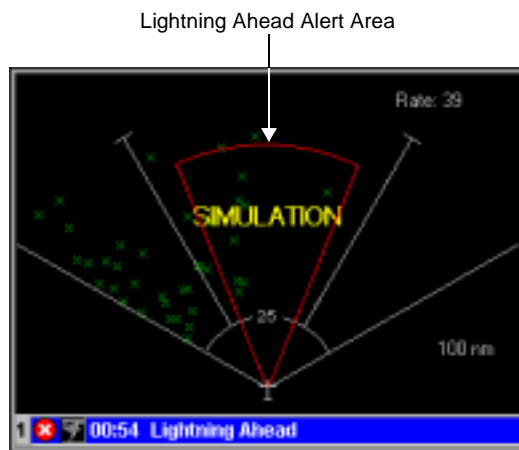 Lightning Ahead Alert Area
Rate: 39
SIMULATION
25
100 nm
1 00:54 Lightning Ahead